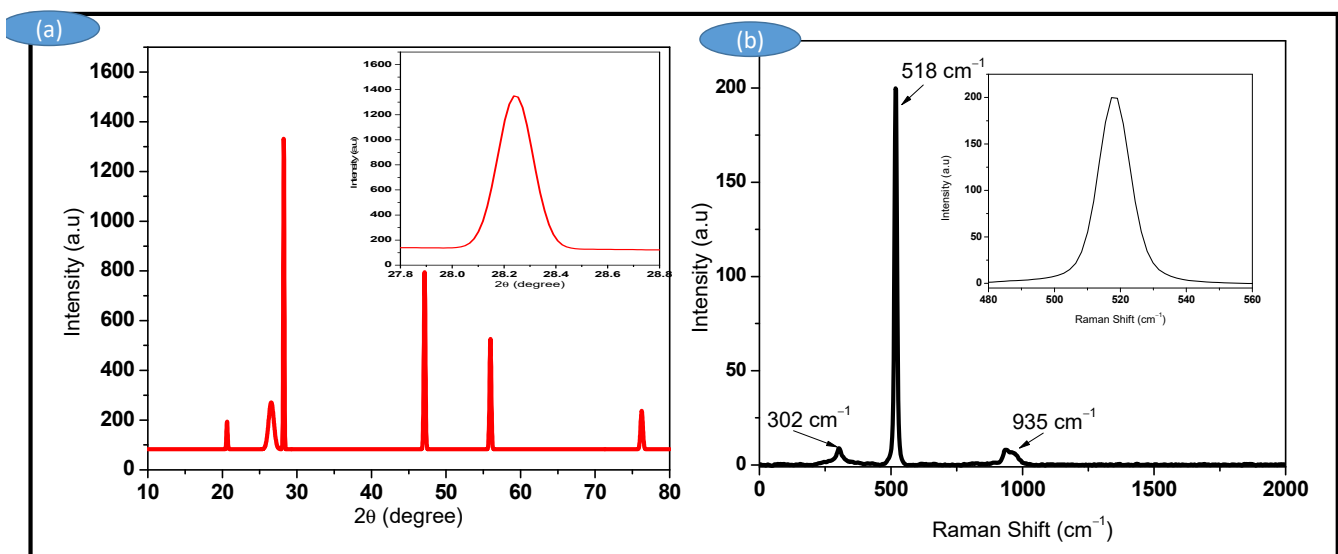 (a)
Intensity (a.u)
1600
1400
1200
1000
800
600
400
200
0
10 20 30 40 50 60 70 80
2θ (degree)
Intensity (a.u)
1600
1400
1200
1000
800
600
400
200
0
27.8 28.0 28.2 28.4 28.6 28.8
2θ (degree)
(b)
Intensity (a.u)
200
150
100
50
0
518 cm⁻¹
302 cm⁻¹
935 cm⁻¹
0 500 1000 1500 2000
Raman Shift (cm⁻¹)
Intensity (a.u)
200
150
100
50
0
480 500 520 540 560
Raman Shift (cm⁻¹)